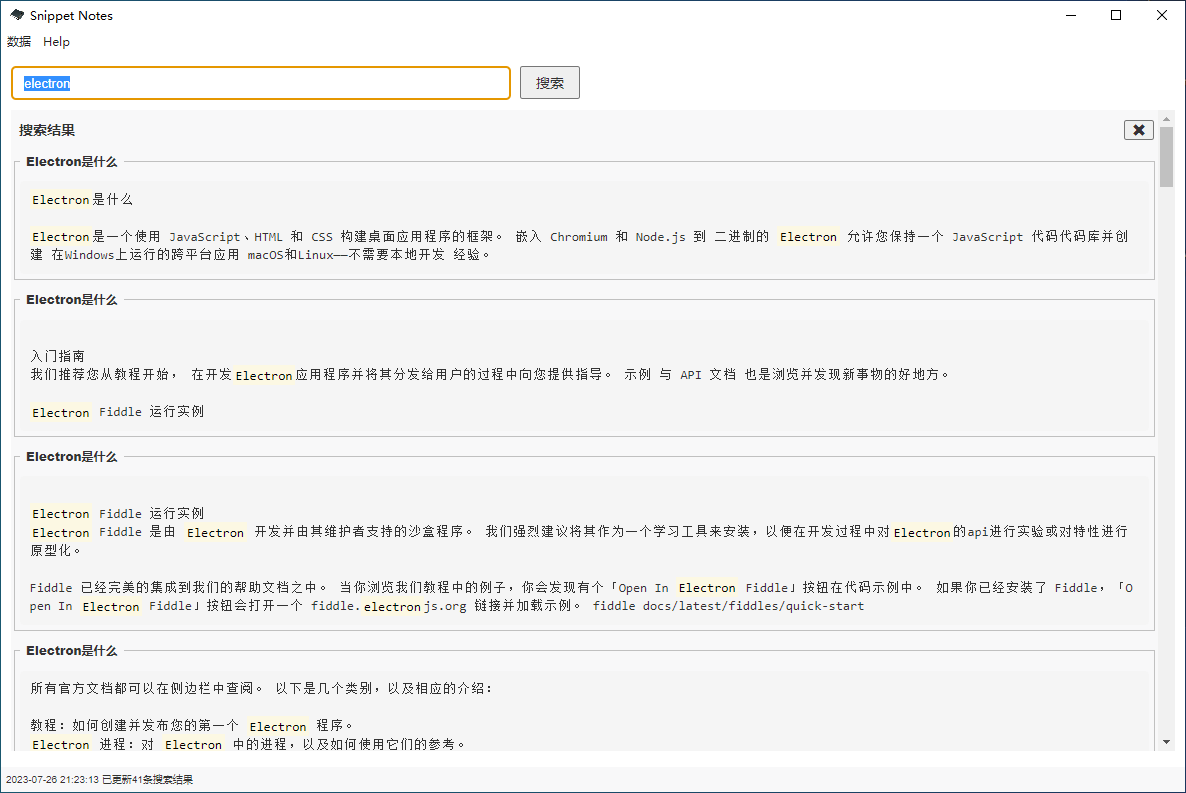 Snippet Notes
数据 Help
electron 搜索
搜索结果
Electron是什么
Electron是什么
Electron是一个使用 JavaScript、HTML 和 CSS 构建桌面应用程序的框架。 嵌入 Chromium 和 Node.js 到 二进制的 Electron 允许您保持一个 JavaScript 代码代码库并创
建 在Windows上运行的跨平台应用 macOS和Linux——不需要本地开发 经验。
Electron是什么
入门指南
我们推荐您从教程开始， 在开发Electron应用程序并将其分发给用户的过程中向您提供指导。 示例 与 API 文档 也是浏览并发现新事物的好地方。
Electron Fiddle 运行实例
Electron是什么
Electron Fiddle 运行实例
Electron Fiddle 是由 Electron 开发并由其维护者支持的沙盒程序。 我们强烈建议将其作为一个学习工具来安装，以便在开发过程中对Electron的api进行实验或对特性进行
原型化。
Fiddle 已经完美的集成到我们的帮助文档之中。 当你浏览我们教程中的例子，你会发现有个「Open In Electron Fiddle」按钮在代码示例中。 如果你已经安装了 Fiddle，「O
pen In Electron Fiddle」按钮会打开一个 fiddle.electronjs.org 链接并加载示例。 fiddle docs/latest/fiddles/quick-start
Electron是什么
所有官方文档都可以在侧边栏中查阅。 以下是几个类别，以及相应的介绍：
教程：如何创建并发布您的第一个 Electron 程序。
Electron 进程：对 Electron 中的进程，以及如何使用它们的参考。
2023-07-26 21:23:13 已更新41条搜索结果